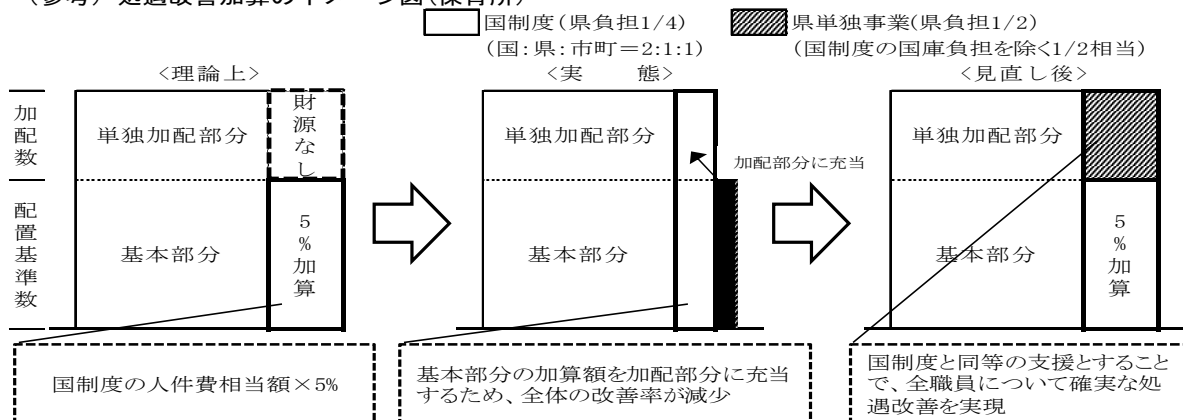 （参考）処遇改善加算のイメージ図(保育所)
国制度(県負担1/4)
(国:県:市町＝2:1:1)
県単独事業(県負担1/2)
(国制度の国庫負担を除く1/2相当)
＜理論上＞
＜実　態＞
＜見直し後＞
加配数
配置基準数
単独加配部分
財源なし
基本部分
5%加算
国制度の人件費相当額×5%
単独加配部分
加配部分に充当
基本部分
基本部分の加算額を加配部分に充当
するため、全体の改善率が減少
単独加配部分
基本部分
5%加算
国制度と同等の支援とすること
で、全職員について確実な処
遇改善を実現